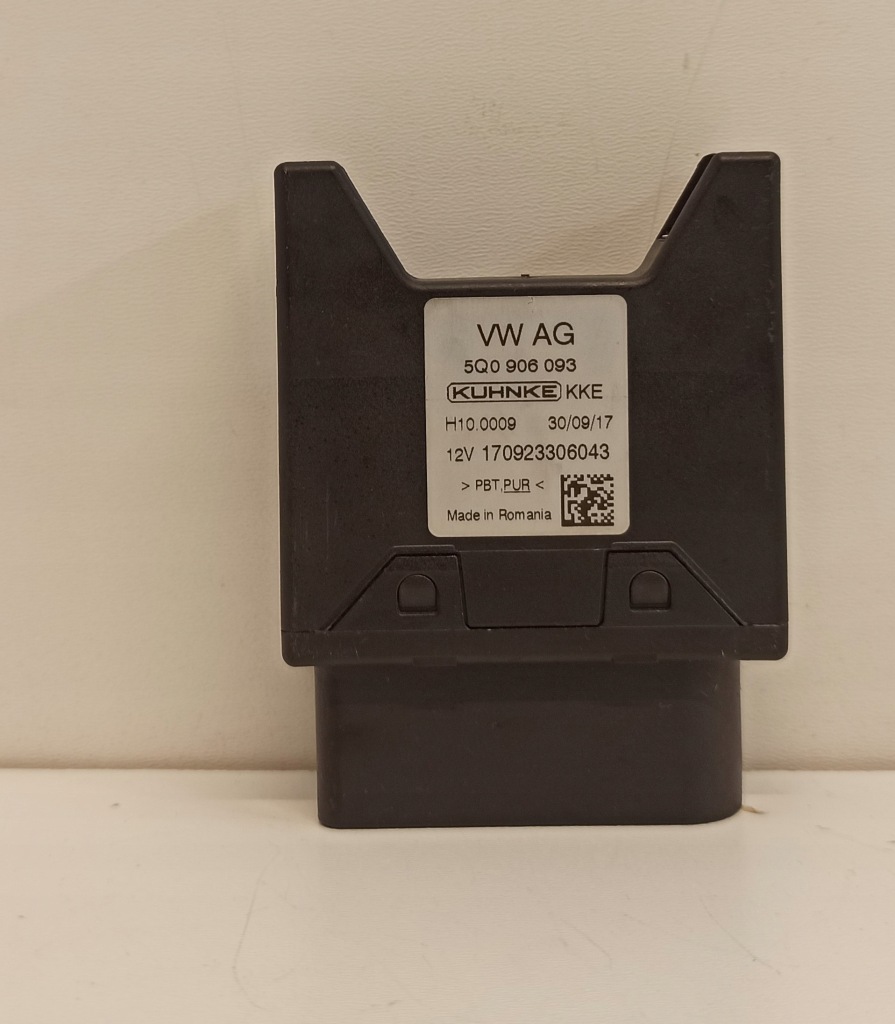 VW AG
5Q0 906 093
KUHNKE KKE
H10.0009 30/09/17
12V 170923306043
> PBT,PUR <
Made in Romania